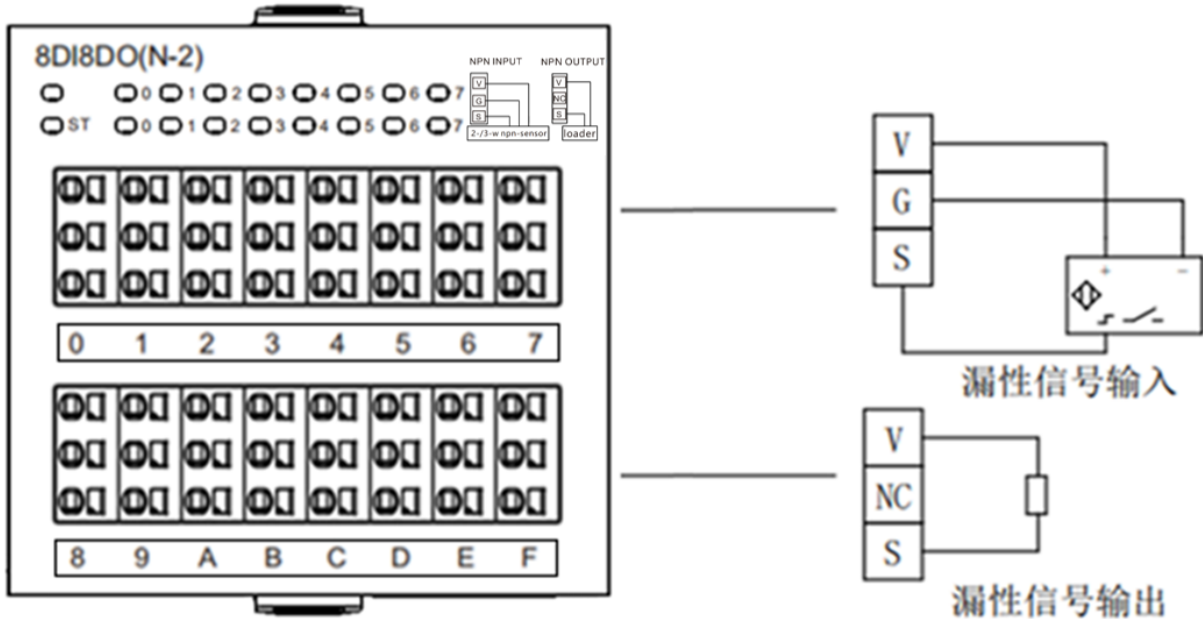 8DI8DO(N-2)
NPN INPUT
NPN OUTPUT
0 1 2 3 4 5 6 7
ST 0 1 2 3 4 5 6 7
V
G
S
2-/3-w npn-sensor
V
NC
S
loader
0 1 2 3 4 5 6 7
8 9 A B C D E F
V
G
S
+ −
漏性信号输入
V
NC
S
漏性信号输出